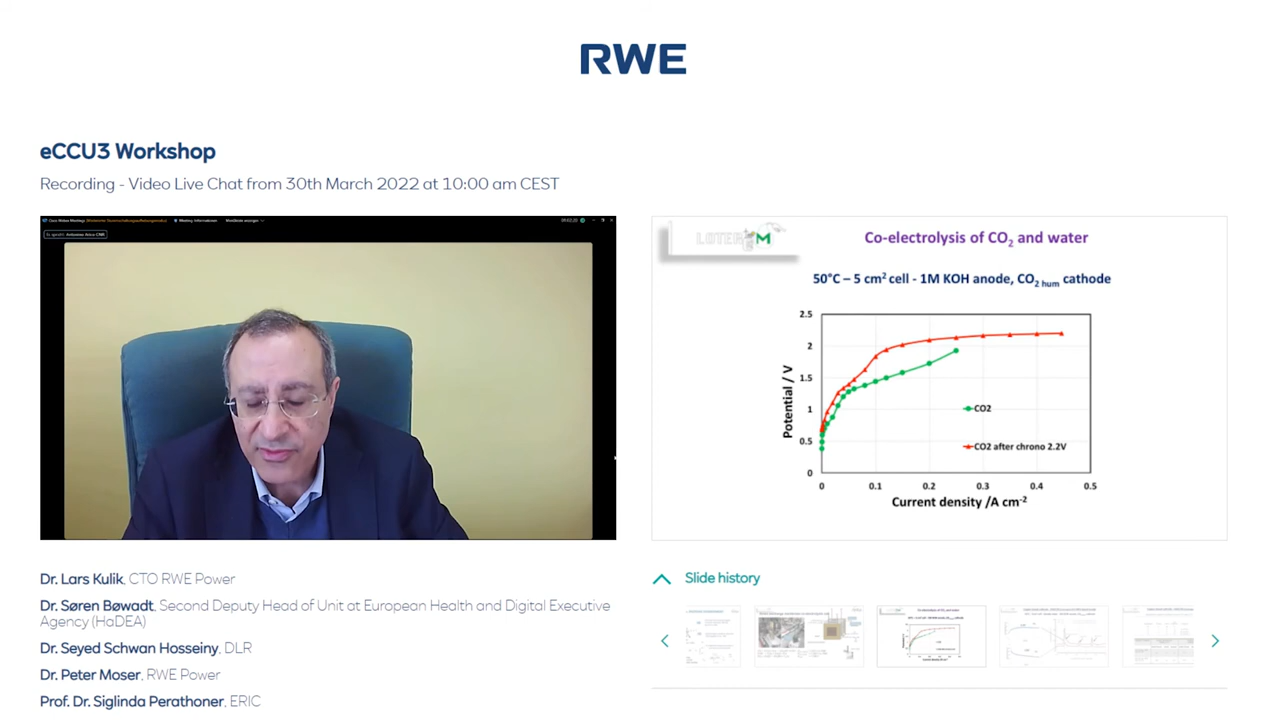 RWE
eCCU3 Workshop
Recording - Video Live Chat from 30th March 2022 at 10:00 am CEST
Co-electrolysis of CO2 and water
50°C – 5 cm2 cell - 1M KOH anode, CO2 hum cathode
2.5
2
1.5
1
0.5
0
Potential / V
CO2
CO2 after chrono 2.2V
0 0.1 0.2 0.3 0.4 0.5
Current density /A cm-2
Dr. Lars Kulik, CTO RWE Power
Dr. Søren Bøwadt, Second Deputy Head of Unit at European Health and Digital Executive
Agency (HaDEA)
Dr. Seyed Schwan Hosseiny, DLR
Dr. Peter Moser, RWE Power
Prof. Dr. Siglinda Perathoner, ERIC
Slide history